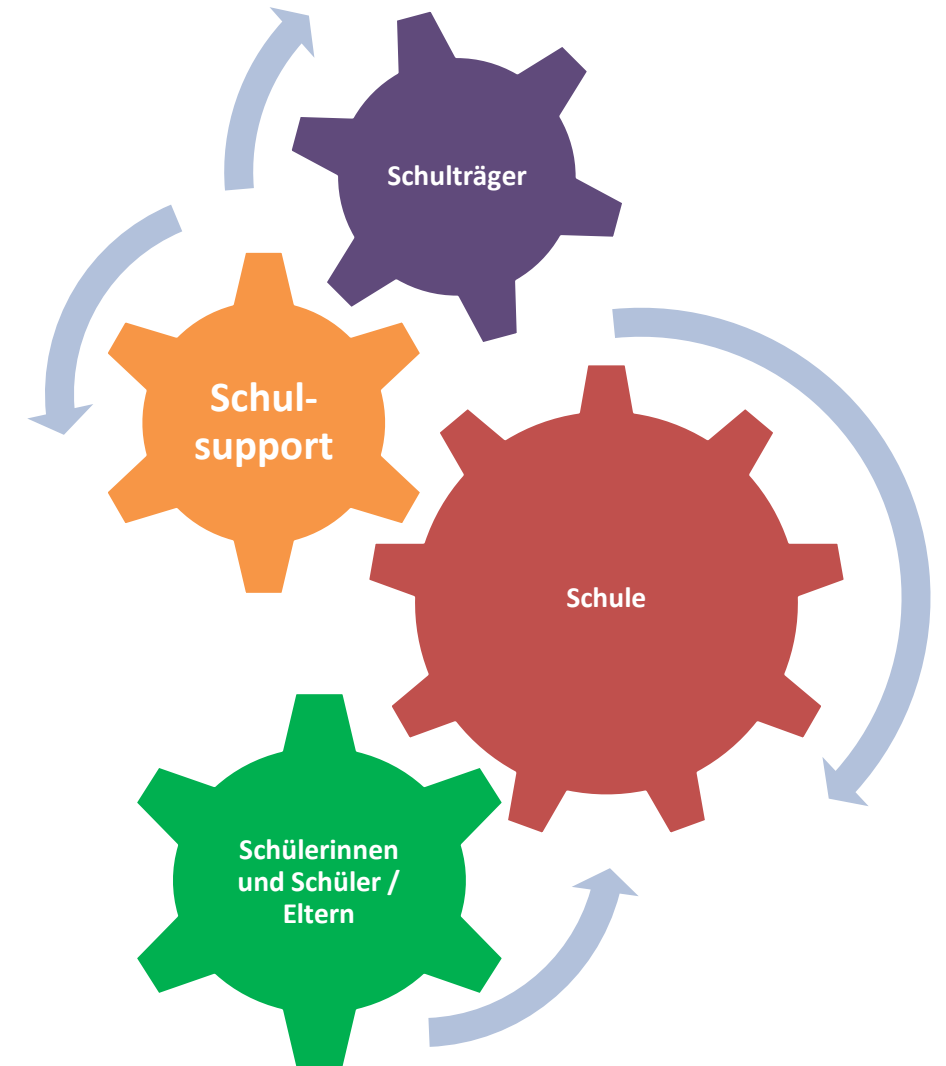 Schulträger
Schul-
support
Schule
Schülerinnen
und Schüler /
Eltern